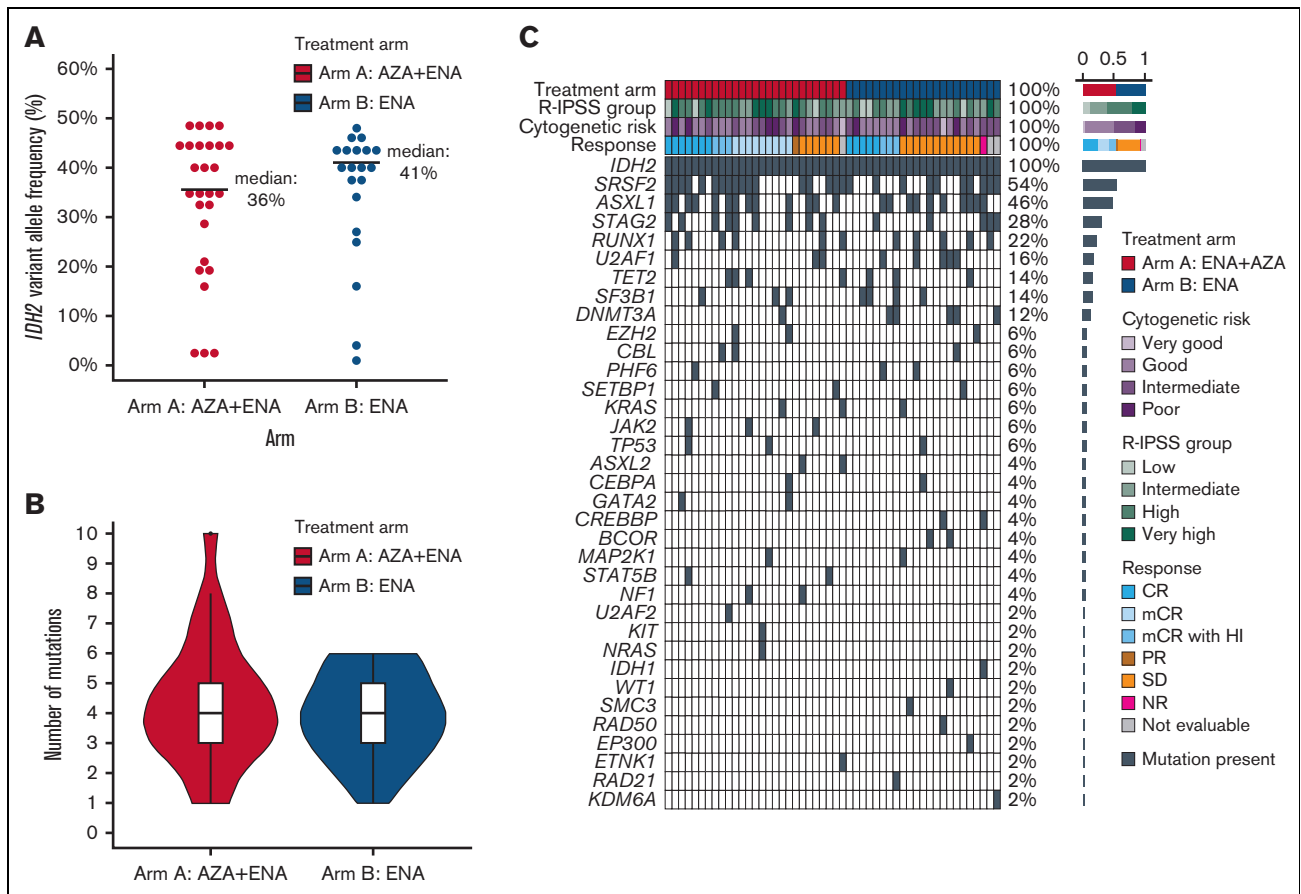 A
Treatment arm
Arm A: AZA+ENA
Arm B: ENA
60%
50%
40%
30%
20%
10%
0%
IDH2 variant allele frequency (%)
median:
36%
median:
41%
Arm A: AZA+ENA Arm B: ENA
Arm
B
Treatment arm
Arm A: AZA+ENA
Arm B: ENA
10
9
8
7
6
5
4
3
2
1
0
Number of mutations
Arm A: AZA+ENA Arm B: ENA
C
0 0.5 1
Treatment arm 100%
R-IPSS group 100%
Cytogenetic risk 100%
Response 100%
IDH2 100%
SRSF2 54%
ASXL1 46%
STAG2 28%
RUNX1 22%
U2AF1 16%
TET2 14%
SF3B1 14%
DNMT3A 12%
EZH2 6%
CBL 6%
PHF6 6%
SETBP1 6%
KRAS 6%
JAK2 6%
TP53 6%
ASXL2 4%
CEBPA 4%
GATA2 4%
CREBBP 4%
BCOR 4%
MAP2K1 4%
STAT5B 4%
NF1 4%
U2AF2 2%
KIT 2%
NRAS 2%
IDH1 2%
WT1 2%
SMC3 2%
RAD50 2%
EP300 2%
ETNK1 2%
RAD21 2%
KDM6A 2%
Treatment arm
Arm A: ENA+AZA
Arm B: ENA
Cytogenetic risk
Very good
Good
Intermediate
Poor
R-IPSS group
Low
Intermediate
High
Very high
Response
CR
mCR
mCR with HI
PR
SD
NR
Not evaluable
Mutation present